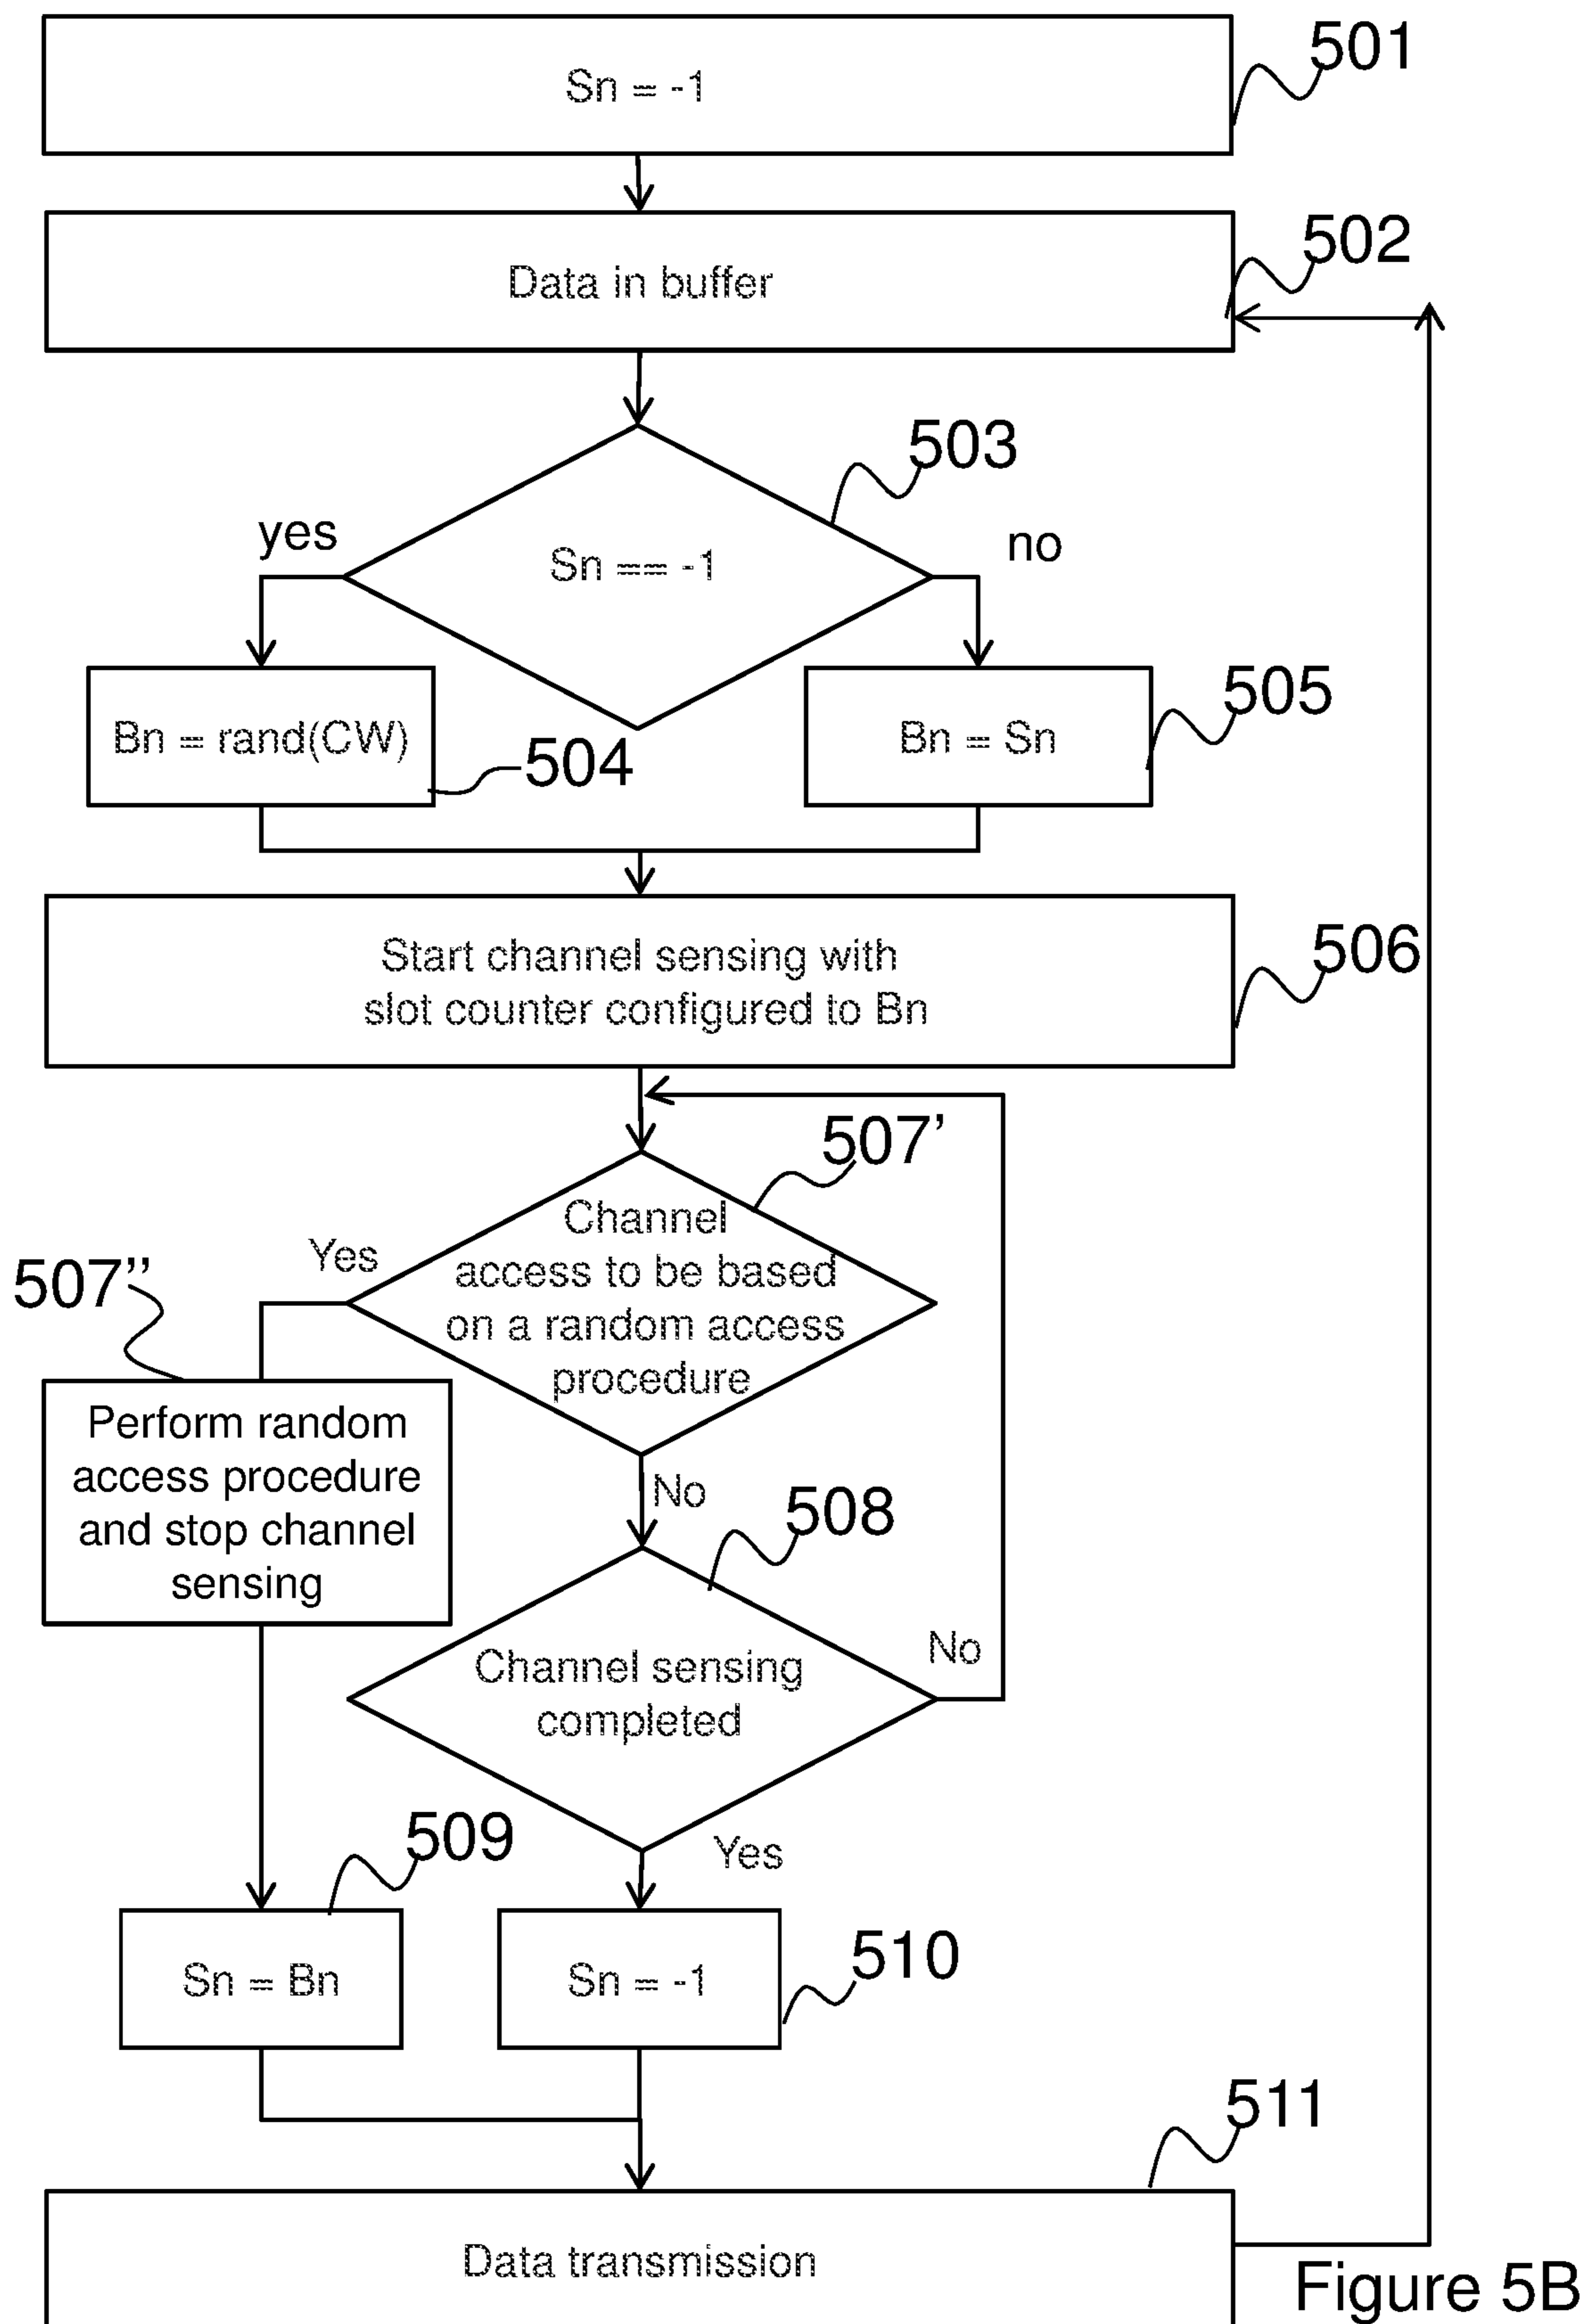 Sn = -1
501
Data in buffer
502
503
yes
Sn == -1
no
Bn = rand(CW)
504
Bn = Sn
505
Start channel sensing with
slot counter configured to Bn
506
507’
Channel
access to be based
on a random access
procedure
Yes
507’’
Perform random
access procedure
and stop channel
sensing
No
508
Channel sensing
completed
No
Yes
509
Sn = Bn
Sn = -1
510
511
Data transmission
Figure 5B